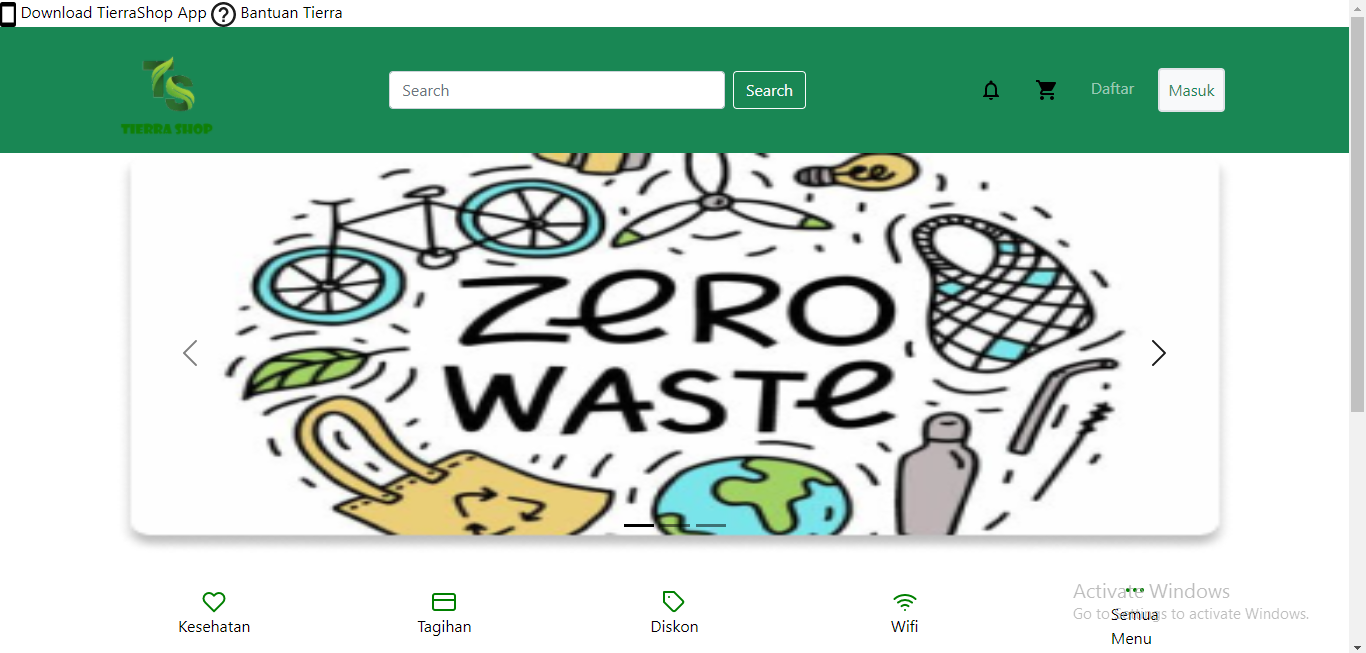 Download TierraShop App Bantuan Tierra
TS
TIERRA SHOP
Search Search Daftar Masuk
ZeRO
WASTe
Kesehatan Tagihan Diskon Wifi Semua
Menu
Activate Windows
Go to Settings to activate Windows.